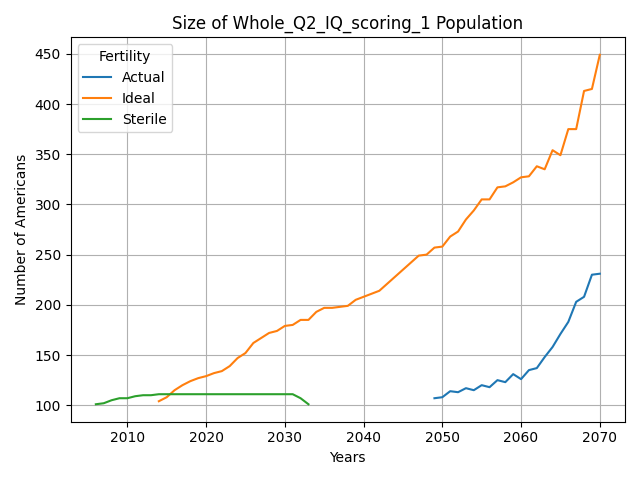 Size of Whole_Q2_IQ_scoring_1 Population
Fertility
Actual
Ideal
Sterile
Number of Americans
450
400
350
300
250
200
150
100
2010 2020 2030 2040 2050 2060 2070
Years